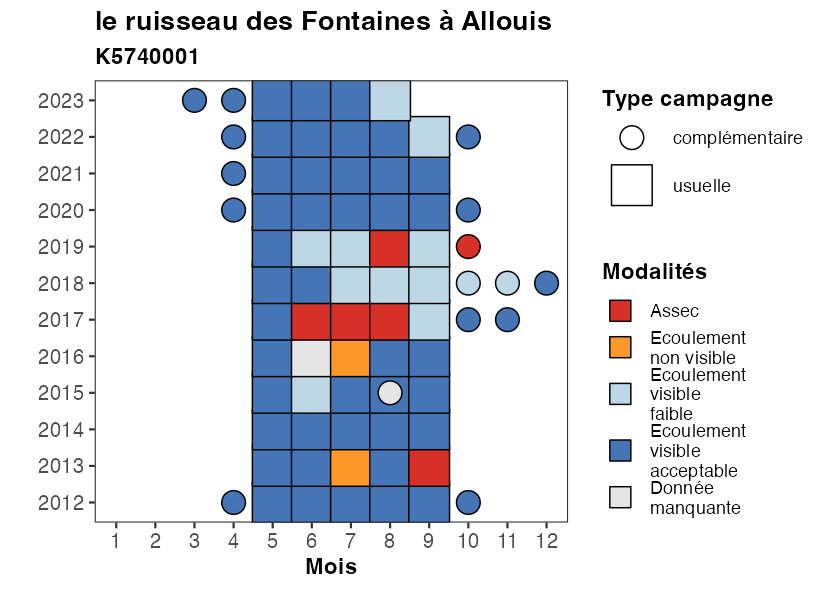 le ruisseau des Fontaines à Allouis
K5740001
2023
2022
2021
2020
2019
2018
2017
2016
2015
2014
2013
2012
1 2 3 4 5 6 7 8 9 10 11 12
Mois
Type campagne
complémentaire
usuelle
Modalités
Assec
Ecoulement
non visible
Ecoulement
visible
faible
Ecoulement
visible
acceptable
Donnée
manquante